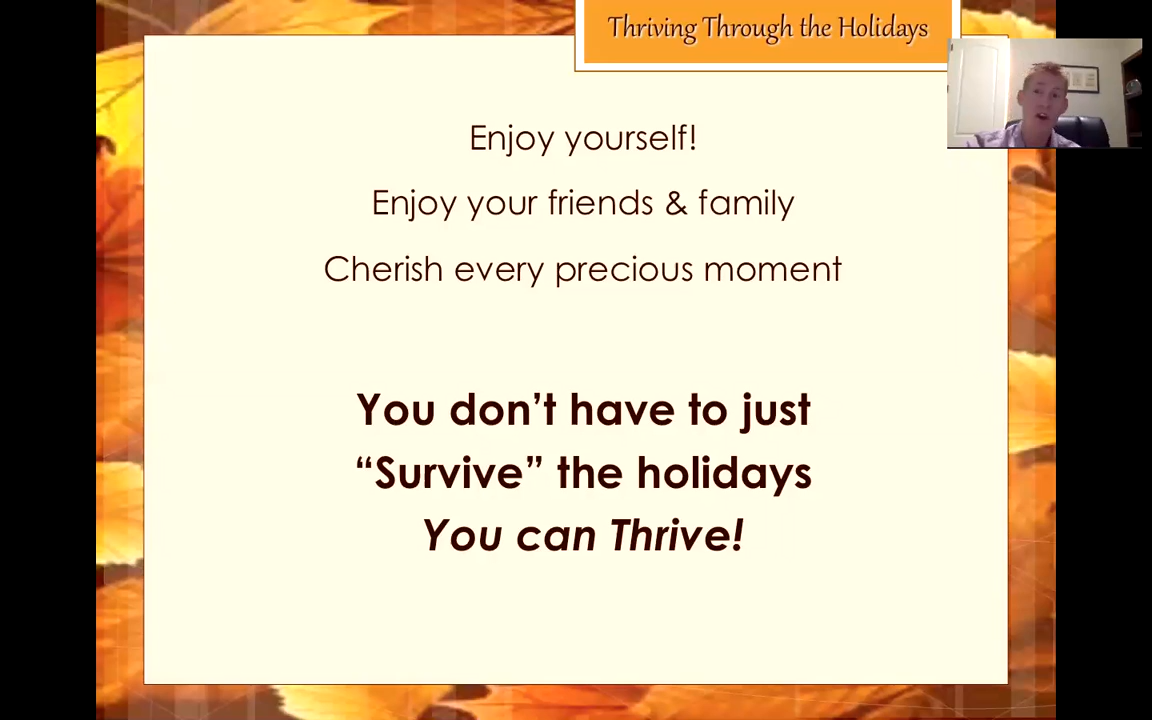 Thriving Through the Holidays
Enjoy yourself!
Enjoy your friends & family
Cherish every precious moment
You don’t have to just
“Survive” the holidays
You can Thrive!